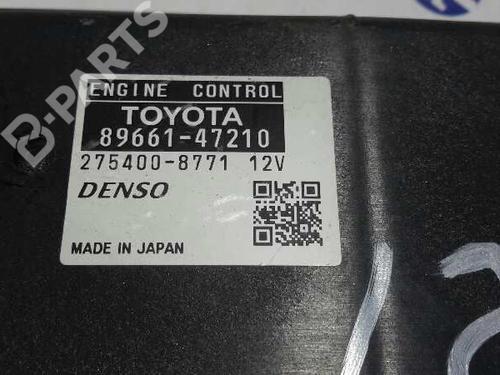 B-PARTS
ENGINE CONTROL
TOYOTA
89661-47210
275400-8771 12V
DENSO
MADE IN JAPAN